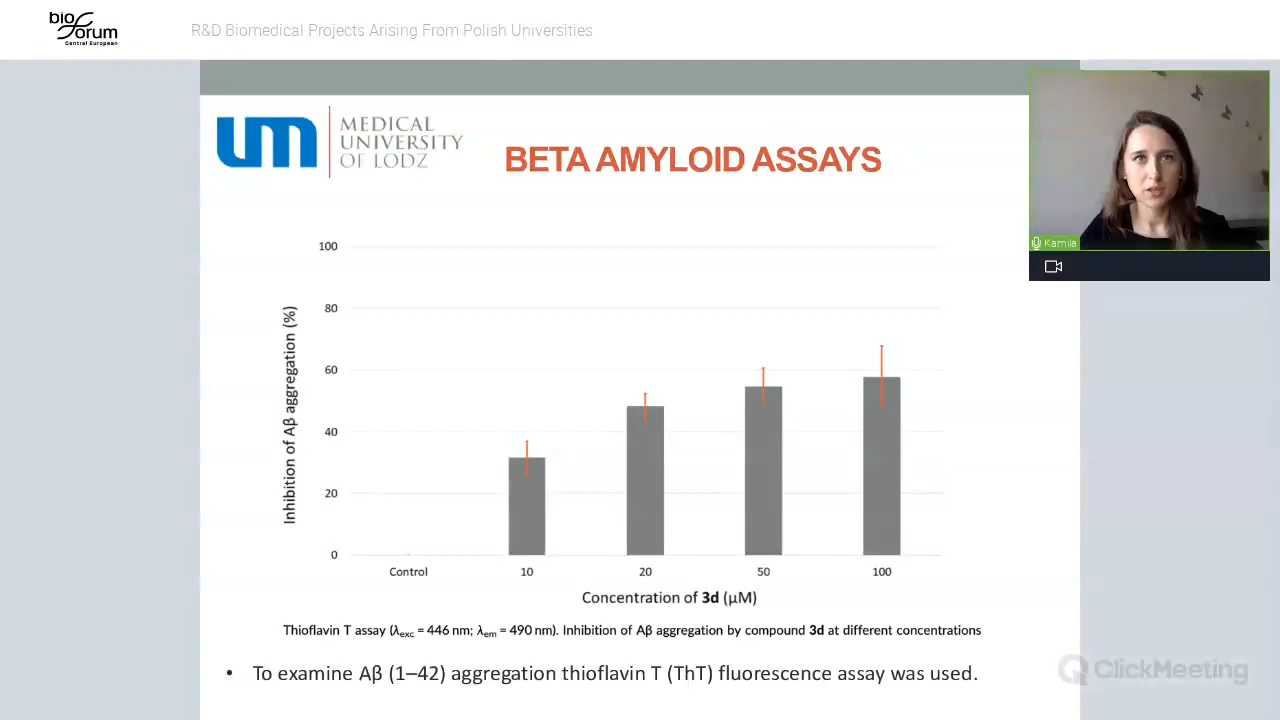 bio
forum
Central European
R&D Biomedical Projects Arising From Polish Universities
um
MEDICAL
UNIVERSITY
OF LODZ
BETA AMYLOID ASSAYS
Kamila
Inhibition of Aβ aggregation (%)
100
80
60
40
20
0
Control 10 20 50 100
Concentration of 3d (μM)
Thioflavin T assay (λexc = 446 nm; λem = 490 nm). Inhibition of Aβ aggregation by compound 3d at different concentrations
• To examine Aβ (1–42) aggregation thioflavin T (ThT) fluorescence assay was used.
ClickMeeting